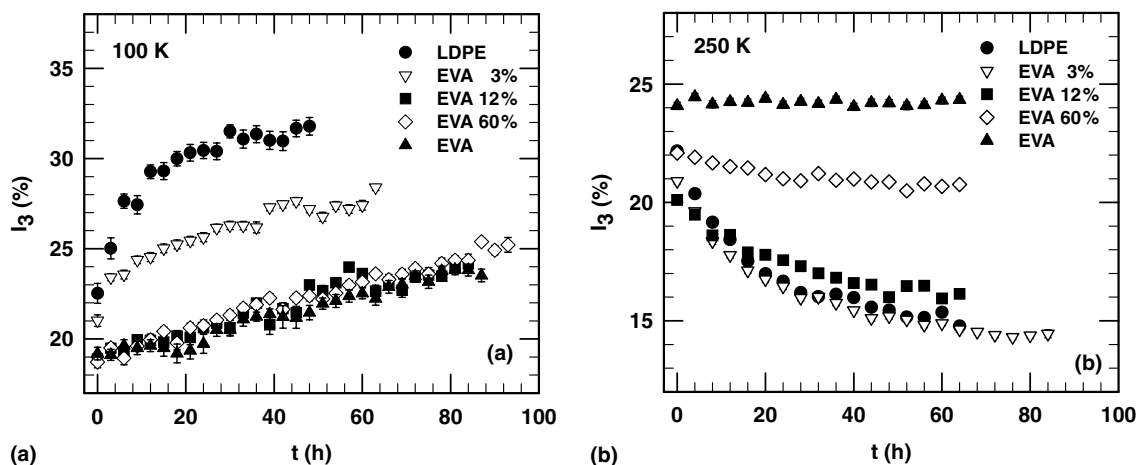 100 K
LDPE
EVA 3%
EVA 12%
EVA 60%
EVA
I3 (%)
35
30
25
20
0 20 40 60 80 100
t (h)
(a)
(a)
250 K
LDPE
EVA 3%
EVA 12%
EVA 60%
EVA
I3 (%)
25
20
15
0 20 40 60 80 100
t (h)
(b)
(b)